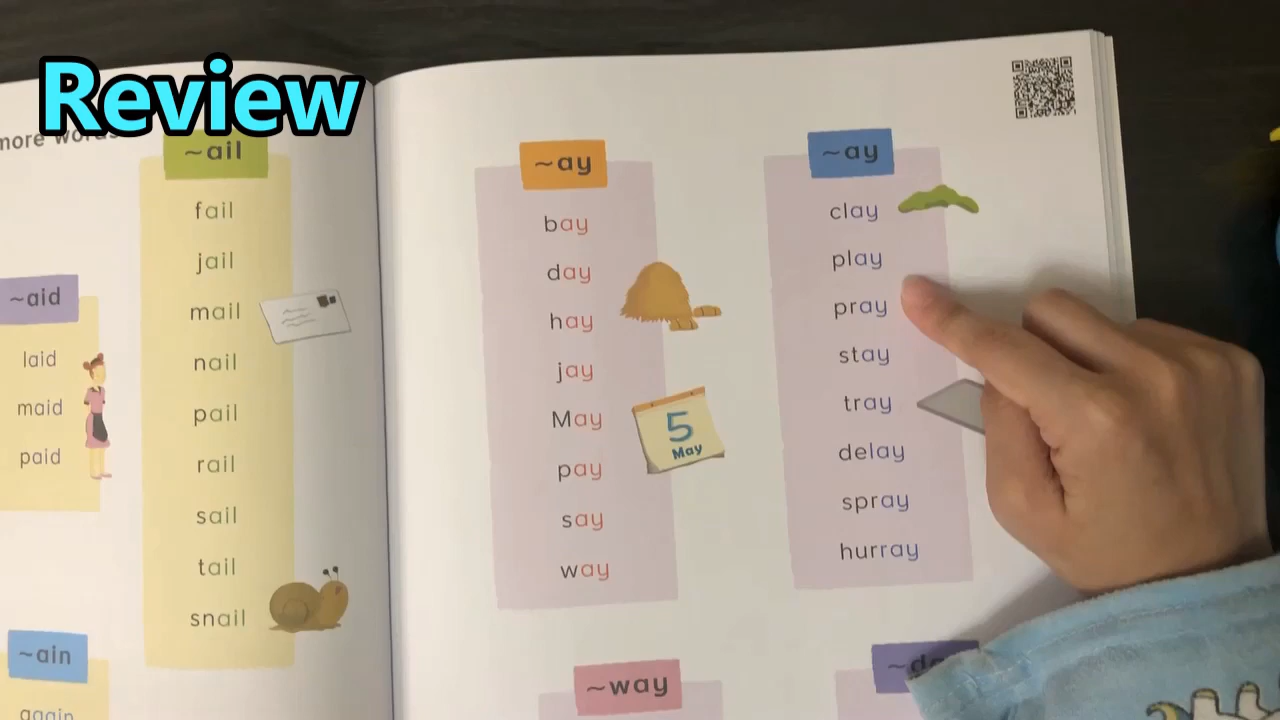 Review
more words
~aid
laid
maid
paid
~ail
fail
jail
mail
nail
pail
rail
sail
tail
snail
~ain
again
~ay
bay
day
hay
jay
May
pay
say
way
5
May
~ay
clay
play
pray
stay
tray
delay
spray
hurray
~way